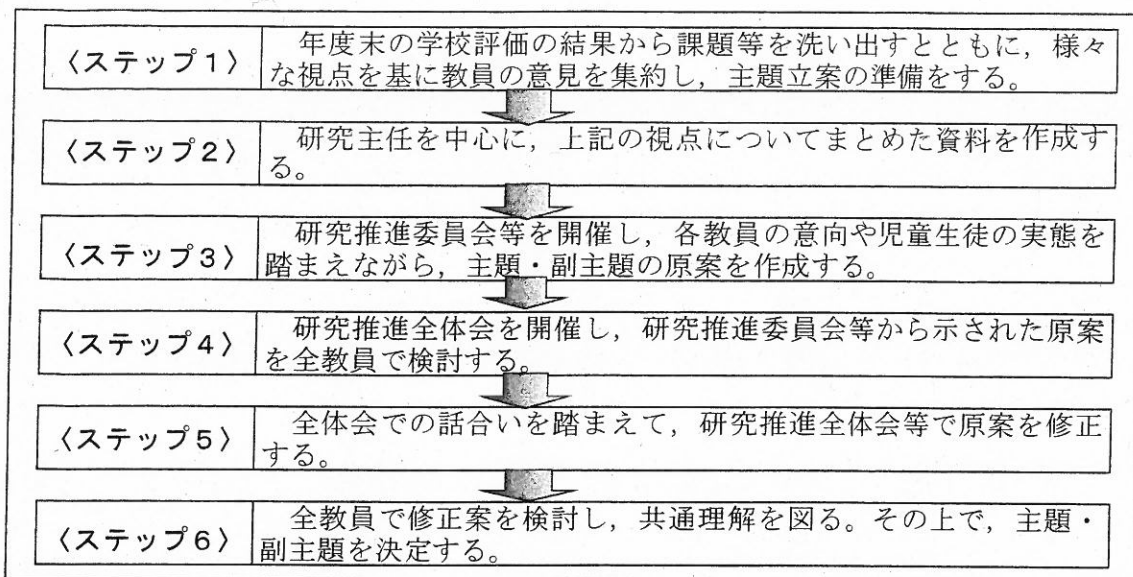 〈ステップ1〉
年度末の学校評価の結果から課題等を洗い出すとともに，様々
な視点を基に教員の意見を集約し，主題立案の準備をする。
〈ステップ2〉
研究主任を中心に，上記の視点についてまとめた資料を作成す
る。
〈ステップ3〉
研究推進委員会等を開催し，各教員の意向や児童生徒の実態を
踏まえながら，主題・副主題の原案を作成する。
〈ステップ4〉
研究推進全体会を開催し，研究推進委員会等から示された原案
を全教員で検討する。
〈ステップ5〉
全体会での話合いを踏まえて，研究推進全体会等で原案を修正
する。
〈ステップ6〉
全教員で修正案を検討し，共通理解を図る。その上で，主題・
副主題を決定する。